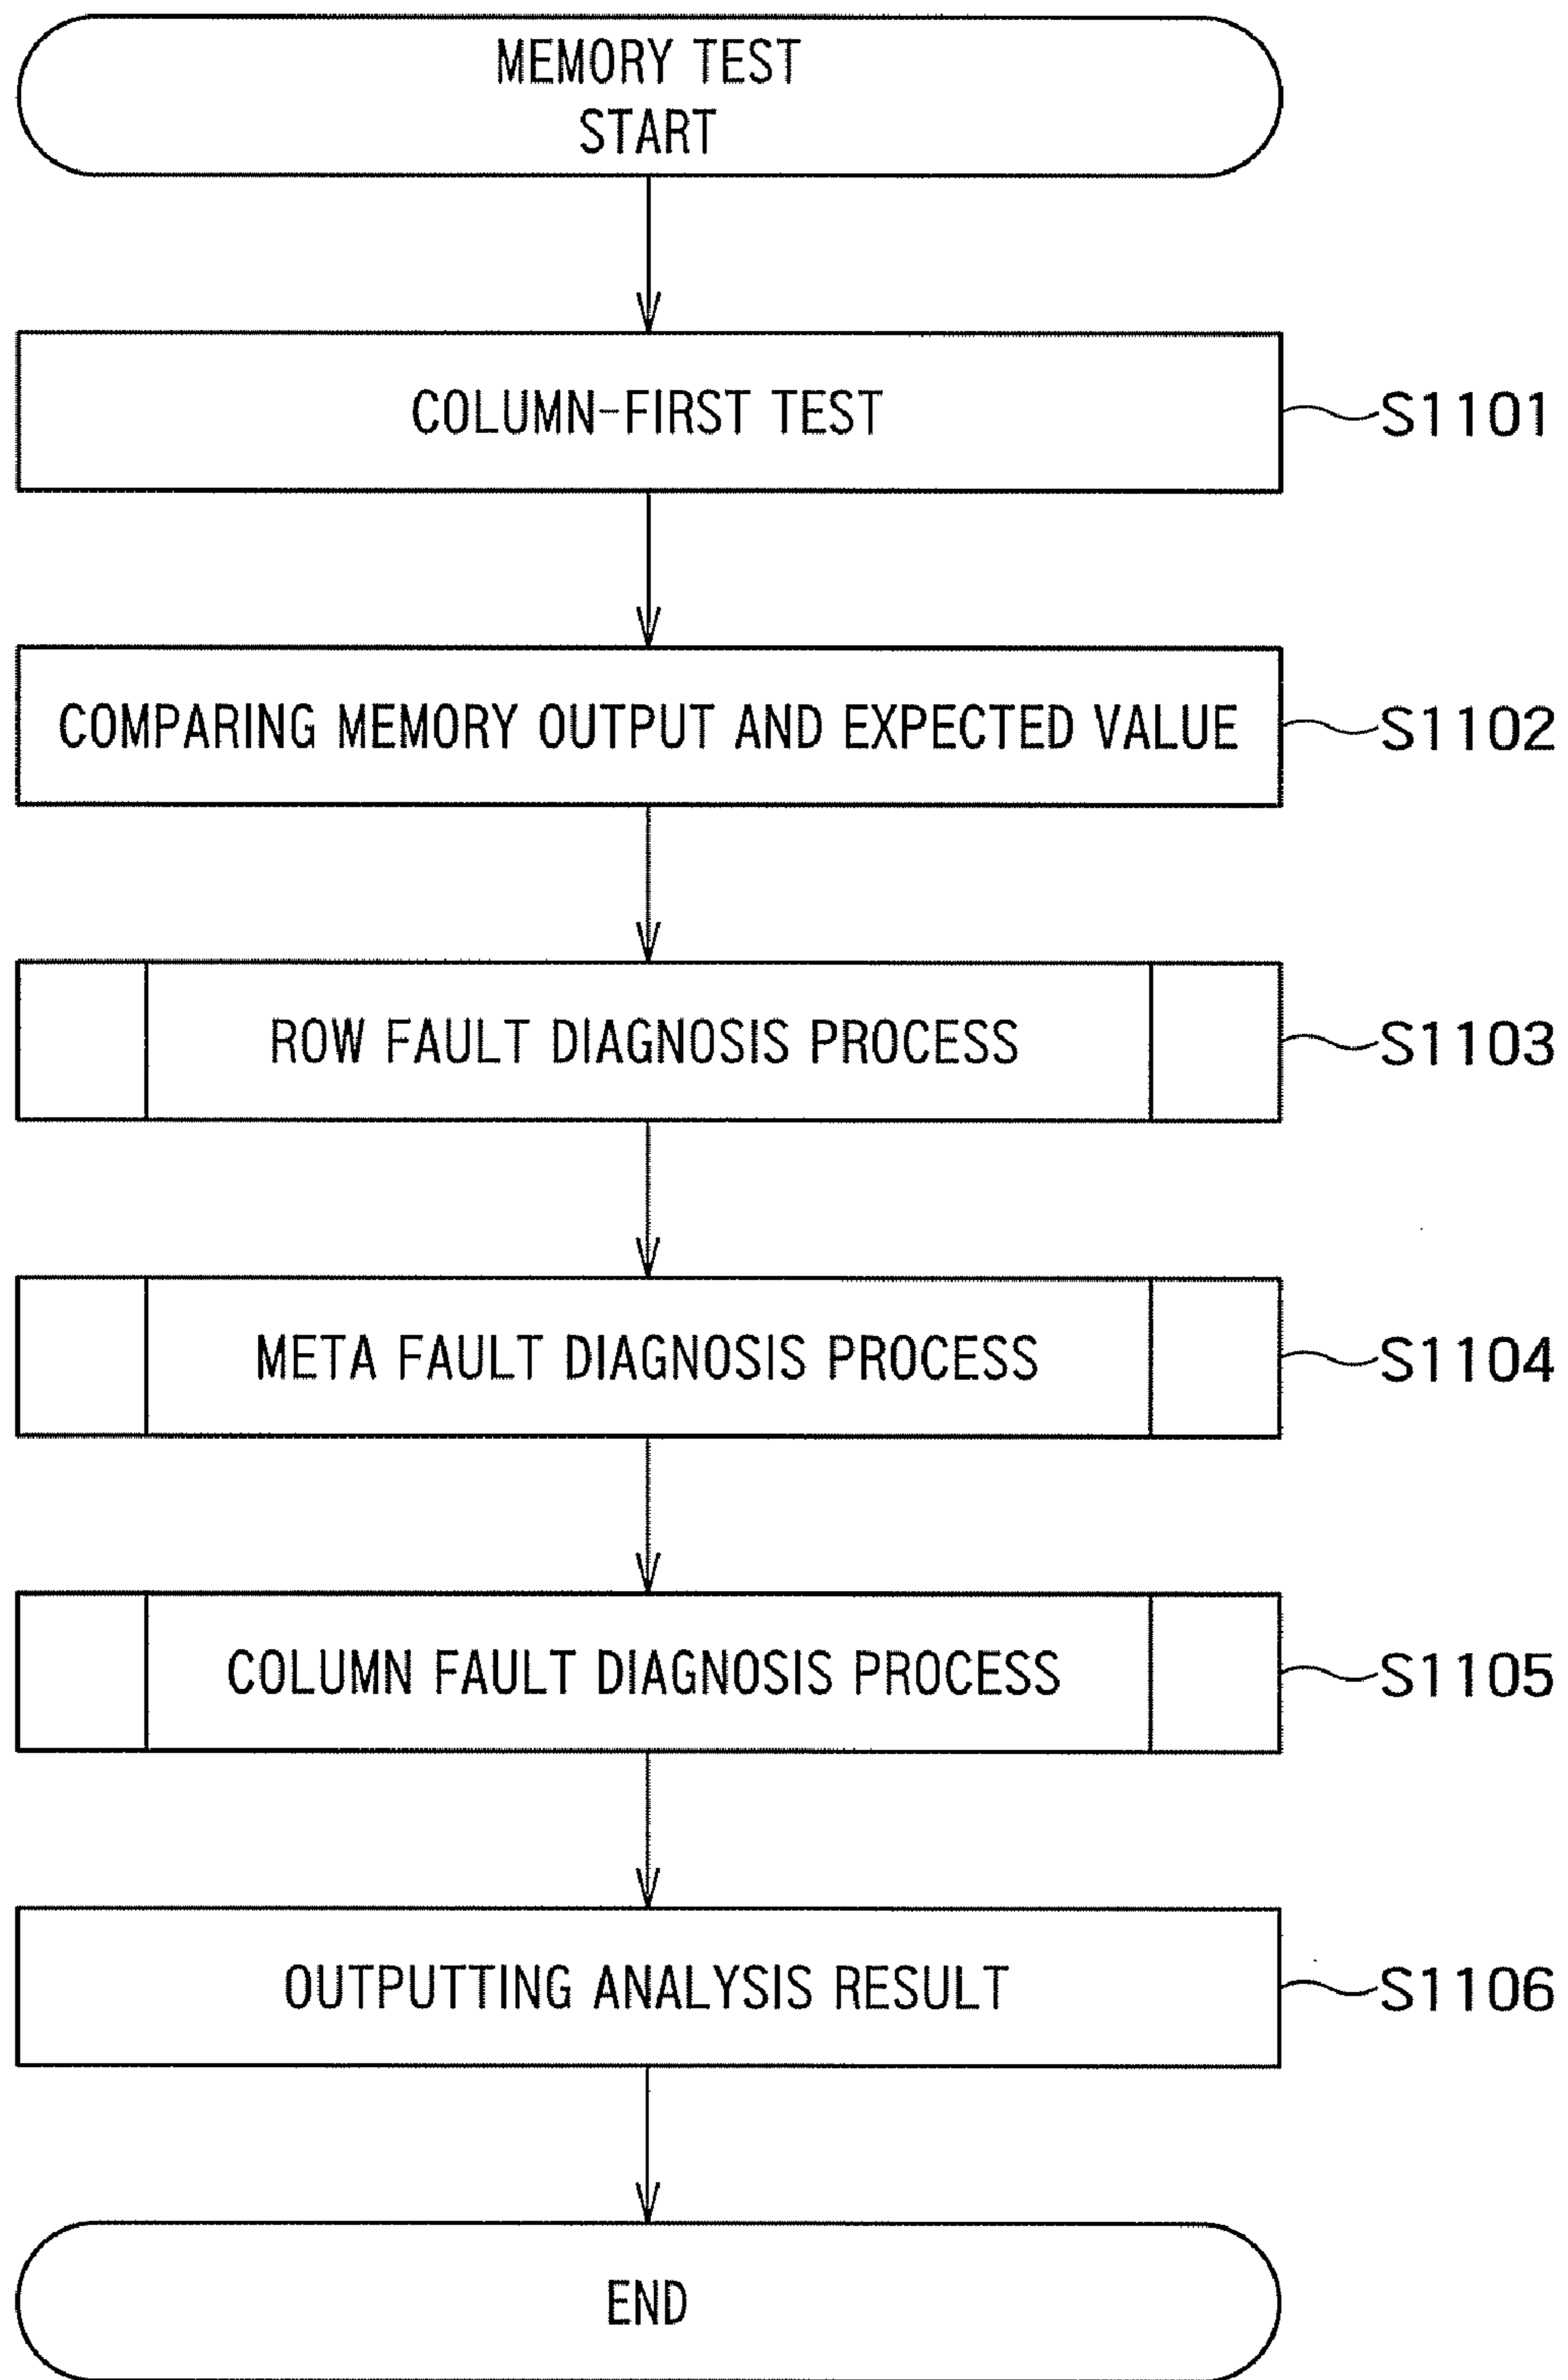 MEMORY TEST
START
COLUMN-FIRST TEST
S1101
COMPARING MEMORY OUTPUT AND EXPECTED VALUE
S1102
ROW FAULT DIAGNOSIS PROCESS
S1103
META FAULT DIAGNOSIS PROCESS
S1104
COLUMN FAULT DIAGNOSIS PROCESS
S1105
OUTPUTTING ANALYSIS RESULT
S1106
END